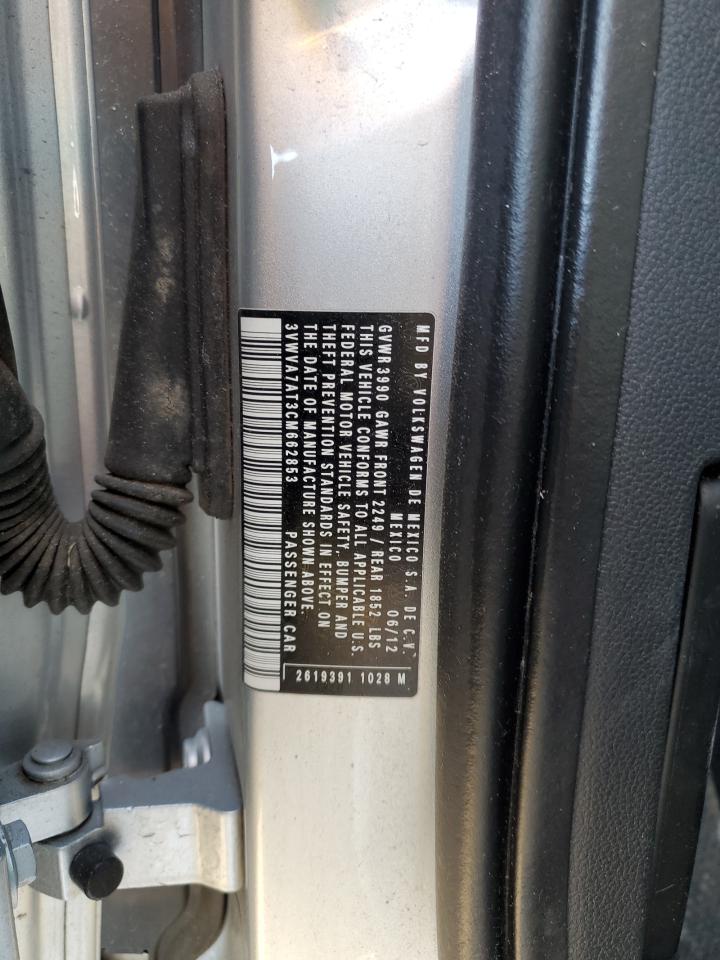 MFD BY VOLKSWAGEN DE MEXICO S.A. DE C.V.
MEXICO 06/12
GVWR 3990 GAWR FRONT 2249 / REAR 1852 LBS
THIS VEHICLE CONFORMS TO ALL APPLICABLE U.S.
FEDERAL MOTOR VEHICLE SAFETY, BUMPER AND
THEFT PREVENTION STANDARDS IN EFFECT ON
THE DATE OF MANUFACTURE SHOWN ABOVE.
3VWVA7AT3CM662853 PASSENGER CAR
2619391 1028 M